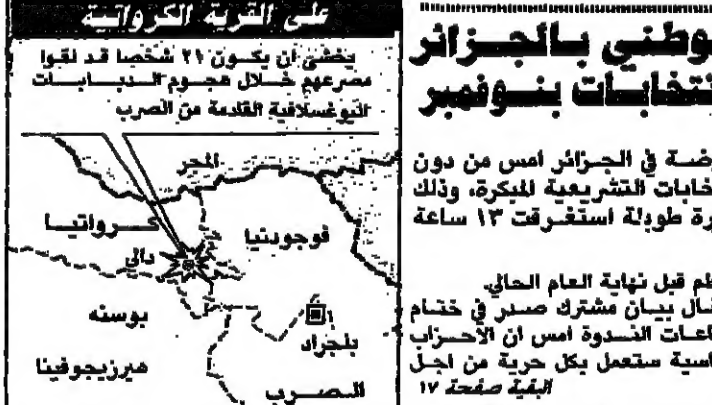 على القرية الكرواتية
يخشى ان يكون ٢١ شخصا قد لقوا
مصرعهم خلال هجوم الدبابات
اليوغسلافية القادمة من الصرب
المجر
كرواتيا
فوجودنيا
دالي
بوسنه
بلجراد
هيرزيجوفينا
الصرب
وطني بالجزائر
نتخابات بنوفمبر
رضة في الجزائر امس من دون
خابات التشريعية المبكرة، وذلك
رة طويلة استغرقت ١٣ ساعة
ظم قبل نهاية العام الحالي.
ال بيان مشترك صدر في ختام
اعات الندوة امس ان الاحزاب
اسية ستعمل بكل حرية من اجل
البقية صفحة ١٧